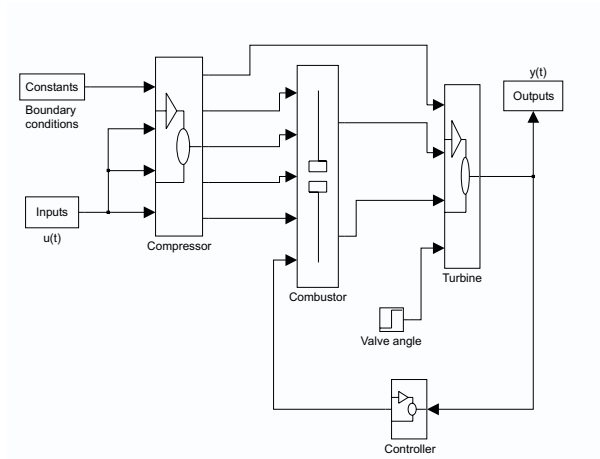 y(t)
Constants
Outputs
Boundary
conditions
Inputs
u(t)
Compressor
Turbine
Combustor
Valve angle
Controller